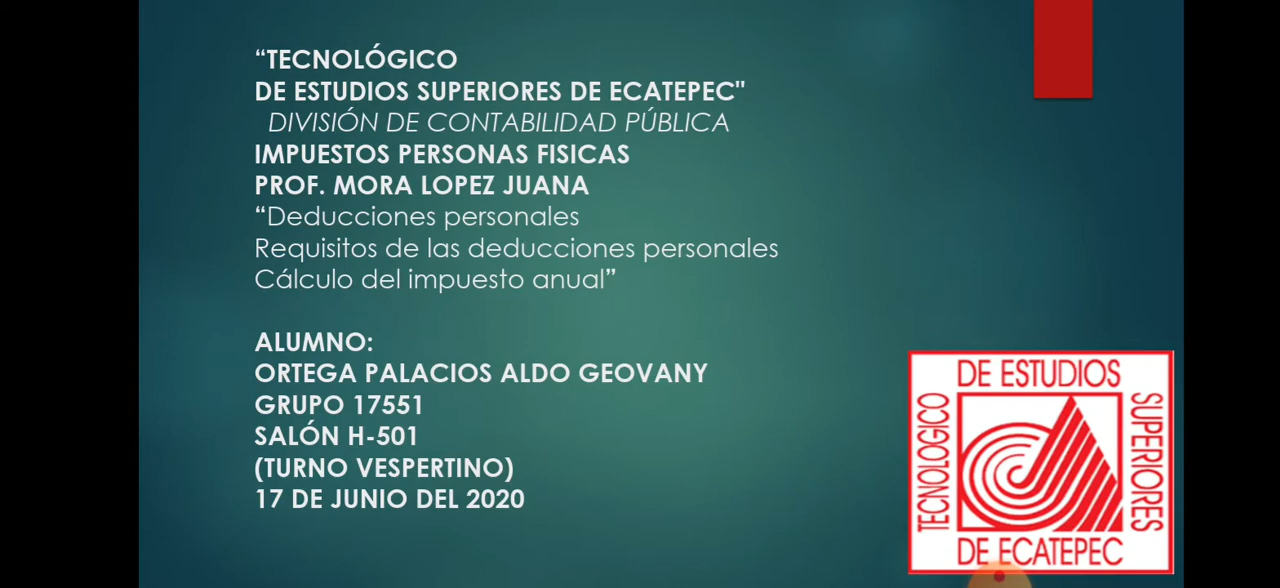 “TECNOLÓGICO
DE ESTUDIOS SUPERIORES DE ECATEPEC"
DIVISIÓN DE CONTABILIDAD PÚBLICA
IMPUESTOS PERSONAS FISICAS
PROF. MORA LOPEZ JUANA
“Deducciones personales
Requisitos de las deducciones personales
Cálculo del impuesto anual”
ALUMNO:
ORTEGA PALACIOS ALDO GEOVANY
GRUPO 17551
SALÓN H-501
(TURNO VESPERTINO)
17 DE JUNIO DEL 2020
TECNOLOGICO
DE ESTUDIOS
SUPERIORES
DE ECATEPEC